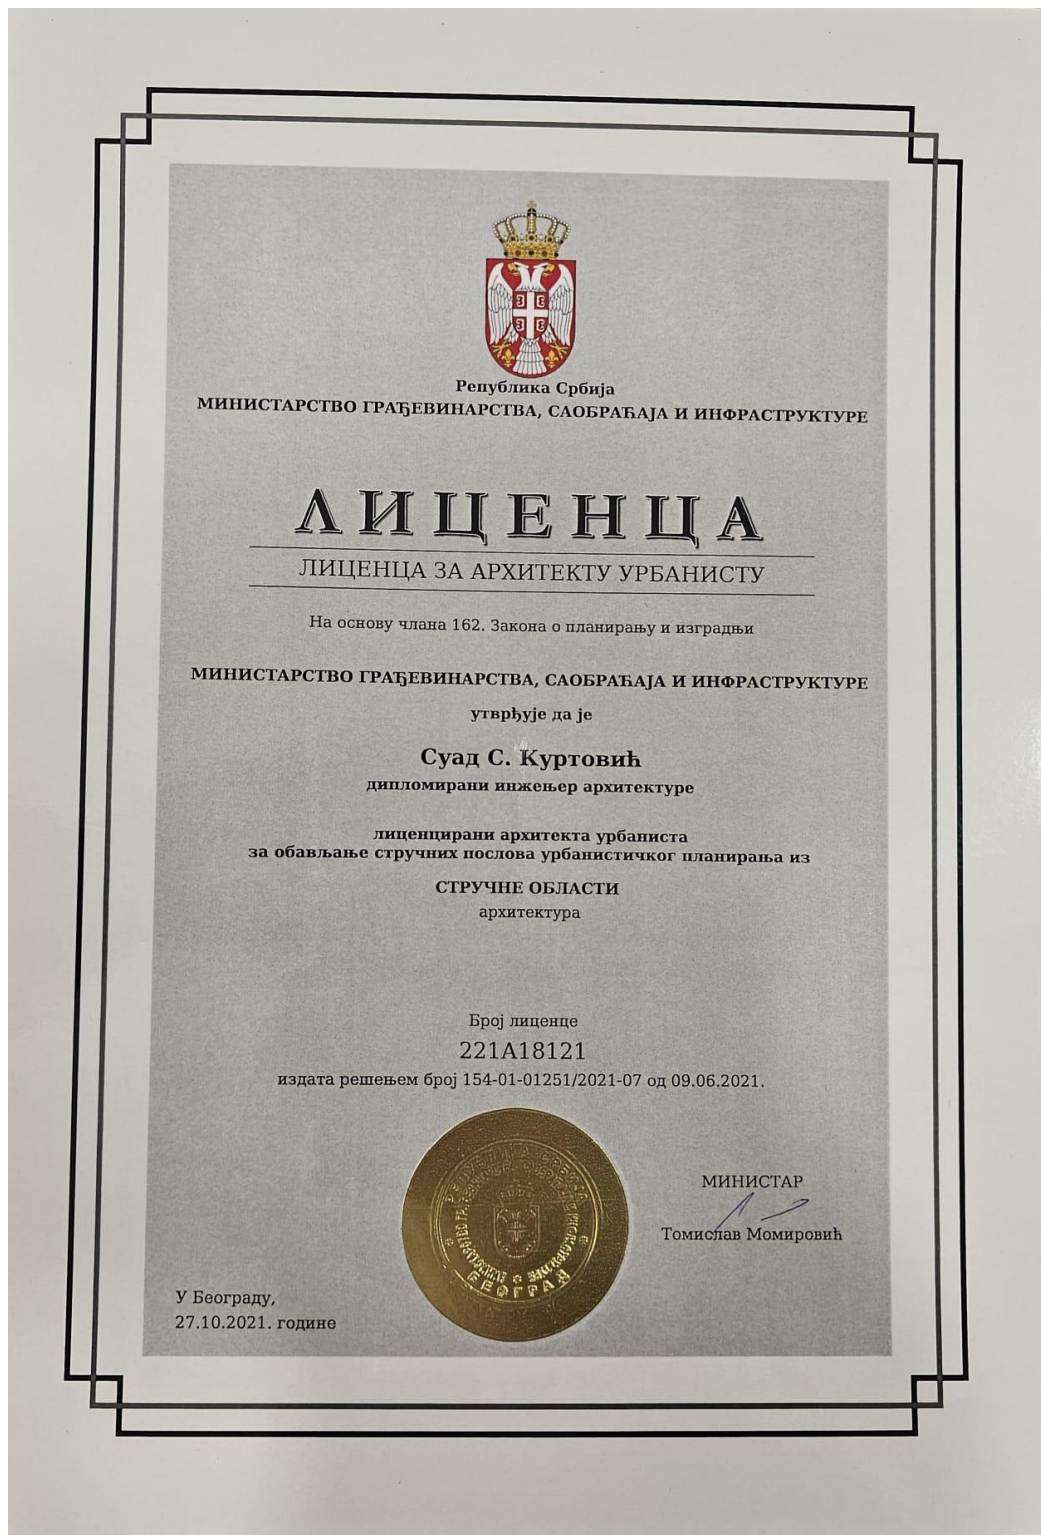 Република Србија
МИНИСТАРСТВО ГРАЂЕВИНАРСТВА, САОБРАЋАЈА И ИНФРАСТРУКТУРЕ
ЛИЦЕНЦА
ЛИЦЕНЦА ЗА АРХИТЕКТУ УРБАНИСТУ
На основу члана 162. Закона о планирању и изградњи
МИНИСТАРСТВО ГРАЂЕВИНАРСТВА, САОБРАЋАЈА И ИНФРАСТРУКТУРЕ
утврђује да је
Суад С. Куртовић
дипломирани инжењер архитектуре
лиценцирани архитекта урбаниста
за обављање стручних послова урбанистичког планирања из
СТРУЧНЕ ОБЛАСТИ
архитектура
Број лиценце
221А18121
издата решењем број 154-01-01251/2021-07 од 09.06.2021.
РЕПУБЛИКА СРБИЈА
БЕОГРАД
МИНИСТАР
Томислав Момировић
У Београду,
27.10.2021. године